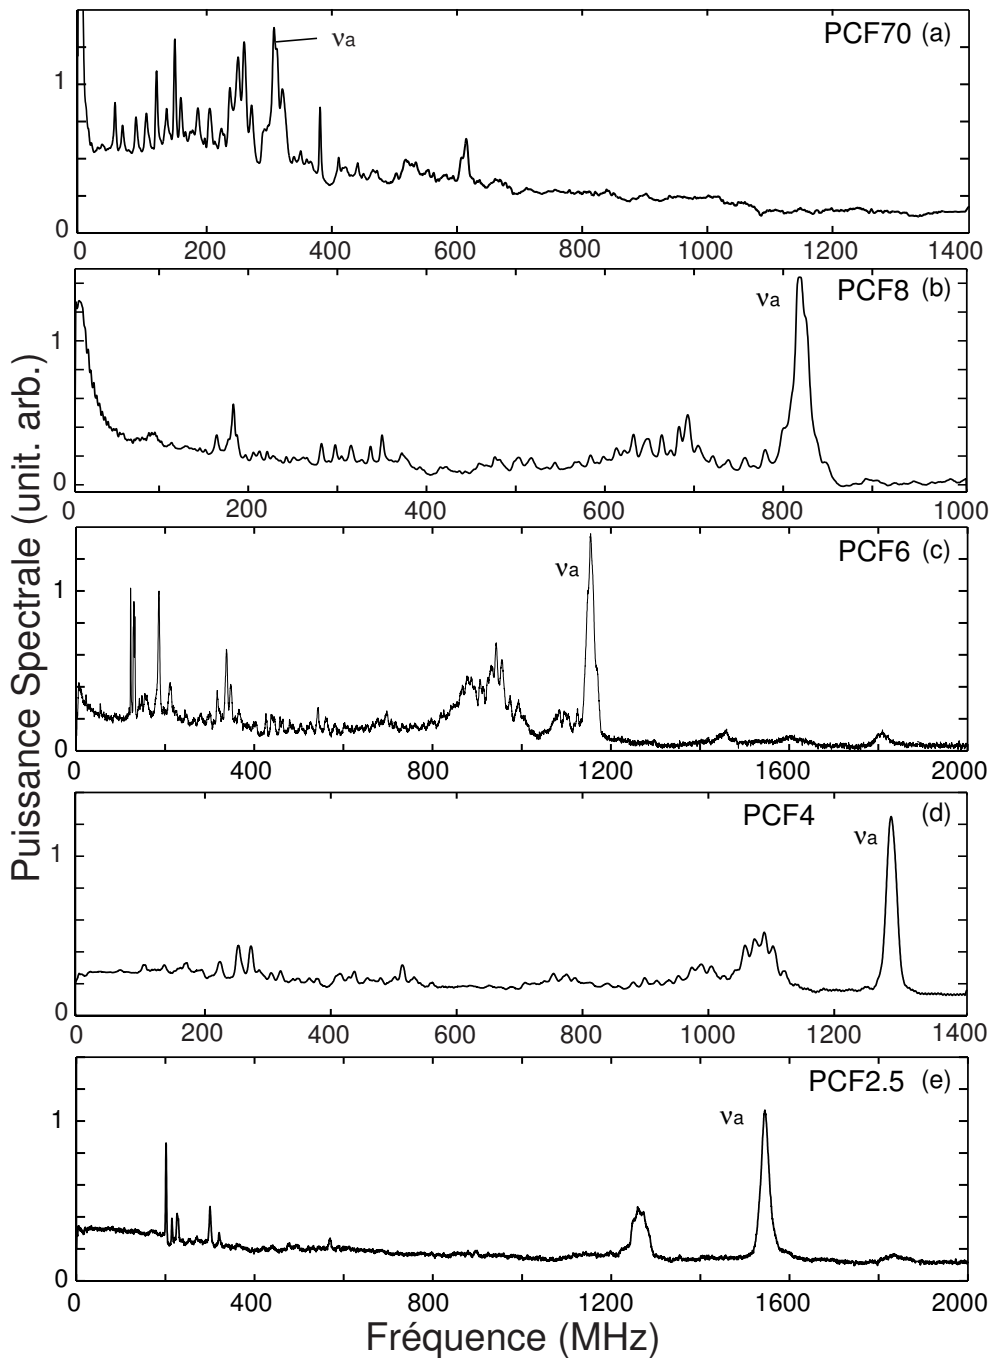 PCF70 (a)
νa
1
0
0 200 400 600 800 1000 1200 1400
PCF8 (b)
νa
1
0
0 200 400 600 800 1000
PCF6 (c)
νa
1
0
0 400 800 1200 1600 2000
PCF4 (d)
νa
1
0
0 200 400 600 800 1000 1200 1400
PCF2.5 (e)
νa
1
0
0 400 800 1200 1600 2000
Puissance Spectrale (unit. arb.)
Fréquence (MHz)